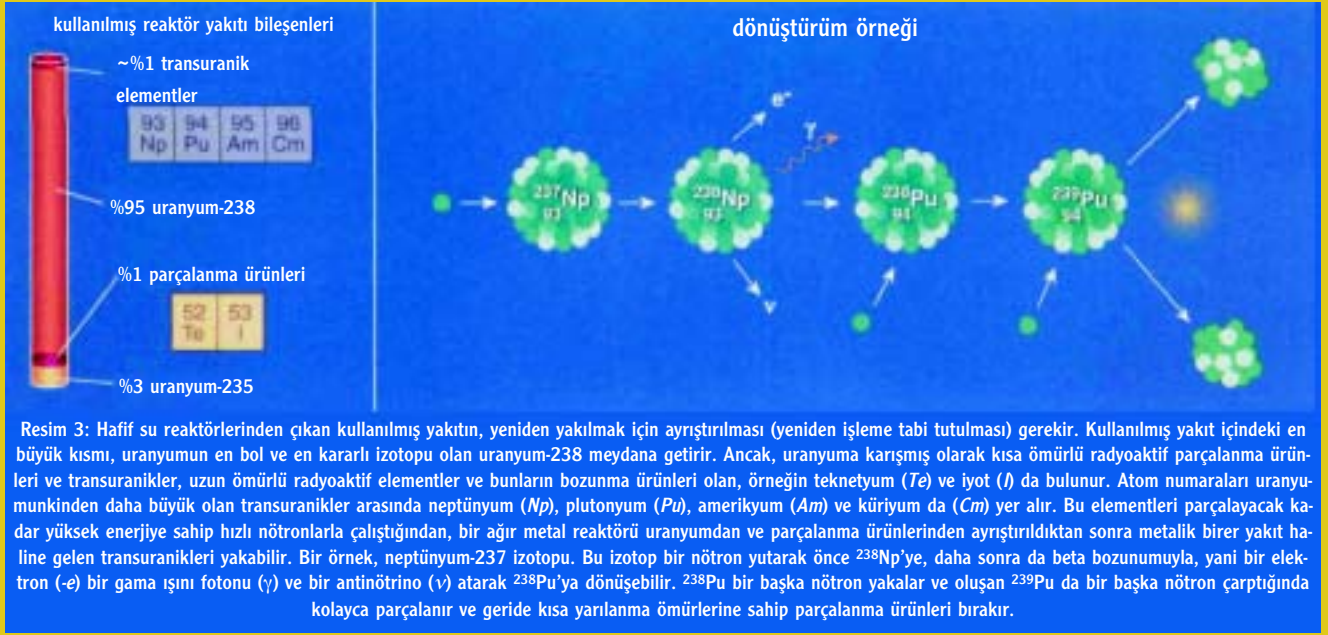 kullanılmış reaktör yakıtı bileşenleri
dönüştürüm örneği
~%1 transuranik
elementler
93 94 95 96
Np Pu Am Cm
%95 uranyum-238
%1 parçalanma ürünleri
52 53
Te I
%3 uranyum-235
e-
γ
237Np
93
238Np
93
238Pu
94
239Pu
94
ν
Resim 3: Hafif su reaktörlerinden çıkan kullanılmış yakıtın, yeniden yakılmak için ayrıştırılması (yeniden işleme tabi tutulması) gerekir. Kullanılmış yakıt içindeki en
büyük kısmı, uranyumun en bol ve en kararlı izotopu olan uranyum-238 meydana getirir. Ancak, uranyuma karışmış olarak kısa ömürlü radyoaktif parçalanma ürün-
leri ve transuranikler, uzun ömürlü radyoaktif elementler ve bunların bozunma ürünleri olan, örneğin teknetyum (Te) ve iyot (I) da bulunur. Atom numaraları uranyu-
munkinden daha büyük olan transuranikler arasında neptünyum (Np), plutonyum (Pu), amerikyum (Am) ve küriyum da (Cm) yer alır. Bu elementleri parçalayacak ka-
dar yüksek enerjiye sahip hızlı nötronlarla çalıştığından, bir ağır metal reaktörü uranyumdan ve parçalanma ürünlerinden ayrıştırıldıktan sonra metalik birer yakıt ha-
line gelen transuranikleri yakabilir. Bir örnek, neptünyum-237 izotopu. Bu izotop bir nötron yutarak önce ²³⁸Np'ye, daha sonra da beta bozunumuyla, yani bir elek-
tron (-e) bir gama ışını fotonu (γ) ve bir antinötrino (ν) atarak ²³⁸Pu'ya dönüşebilir. ²³⁸Pu bir başka nötron yakalar ve oluşan ²³⁹Pu da bir başka nötron çarptığında
kolayca parçalanır ve geride kısa yarılanma ömürlerine sahip parçalanma ürünleri bırakır.